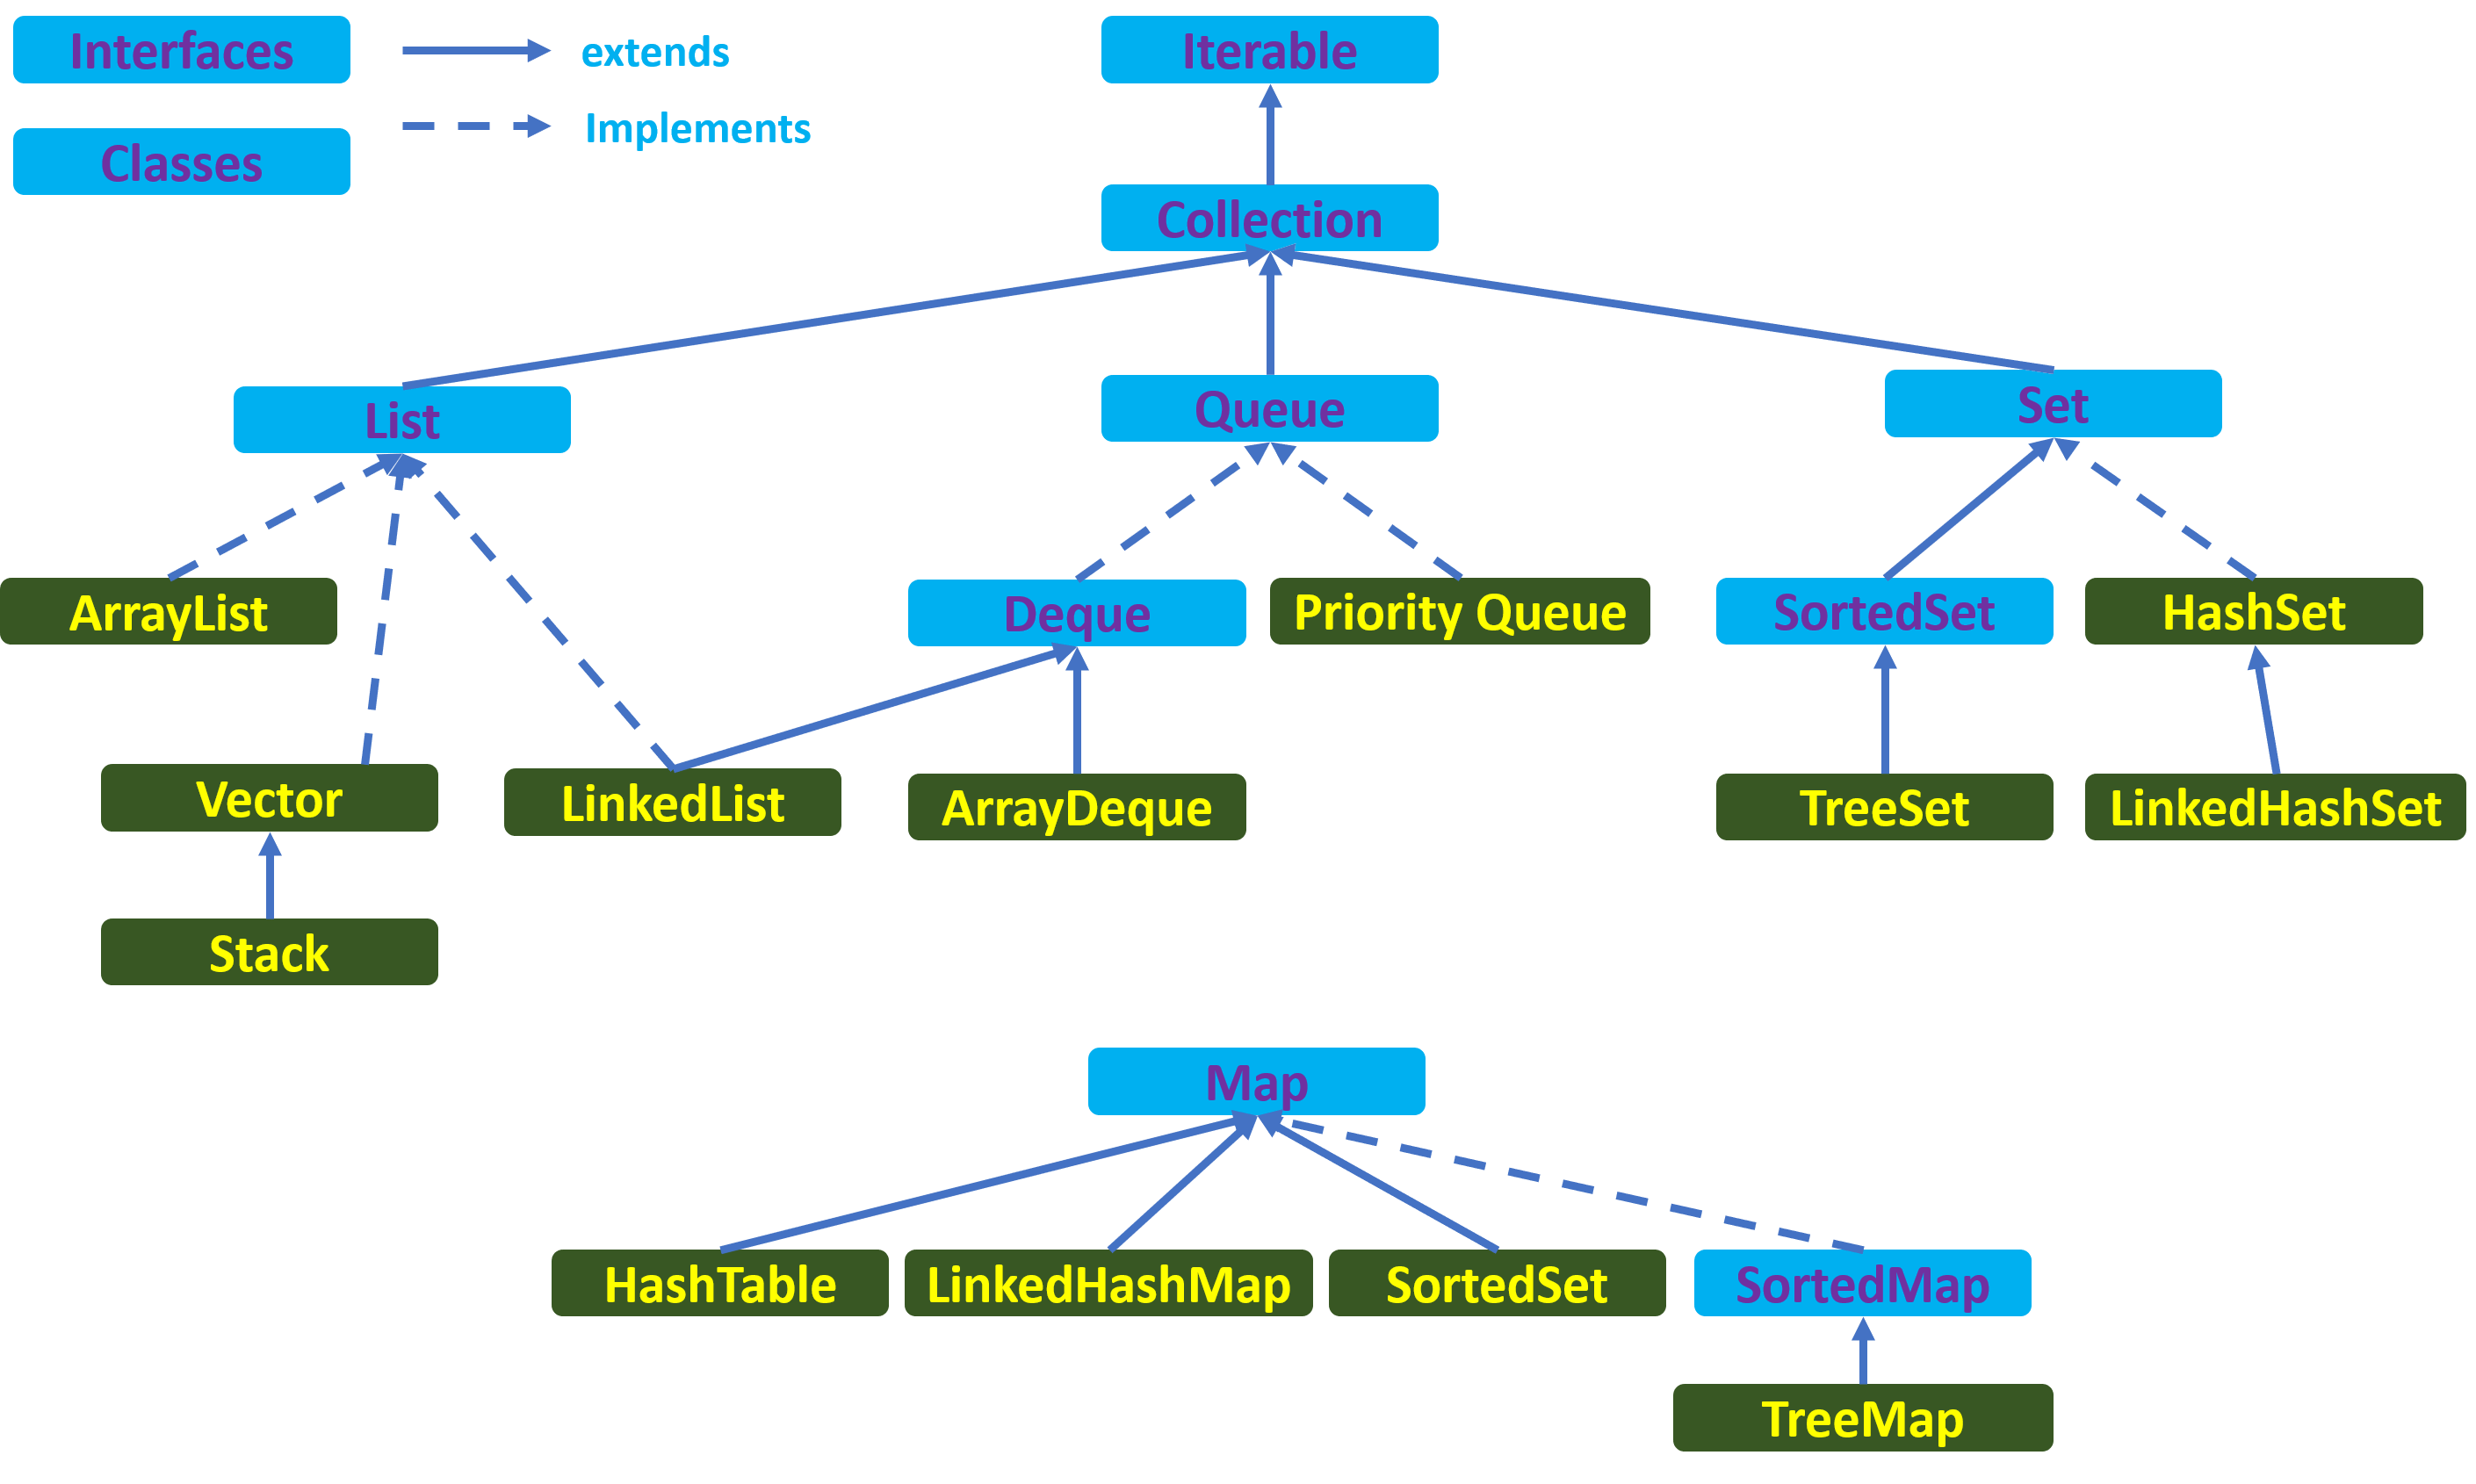 Interfaces
extends
Iterable
Implements
Classes
Collection
List
Queue
Set
ArrayList
Deque
Priority Queue
SortedSet
HashSet
Vector
LinkedList
ArrayDeque
TreeSet
LinkedHashSet
Stack
Map
HashTable
LinkedHashMap
SortedSet
SortedMap
TreeMap